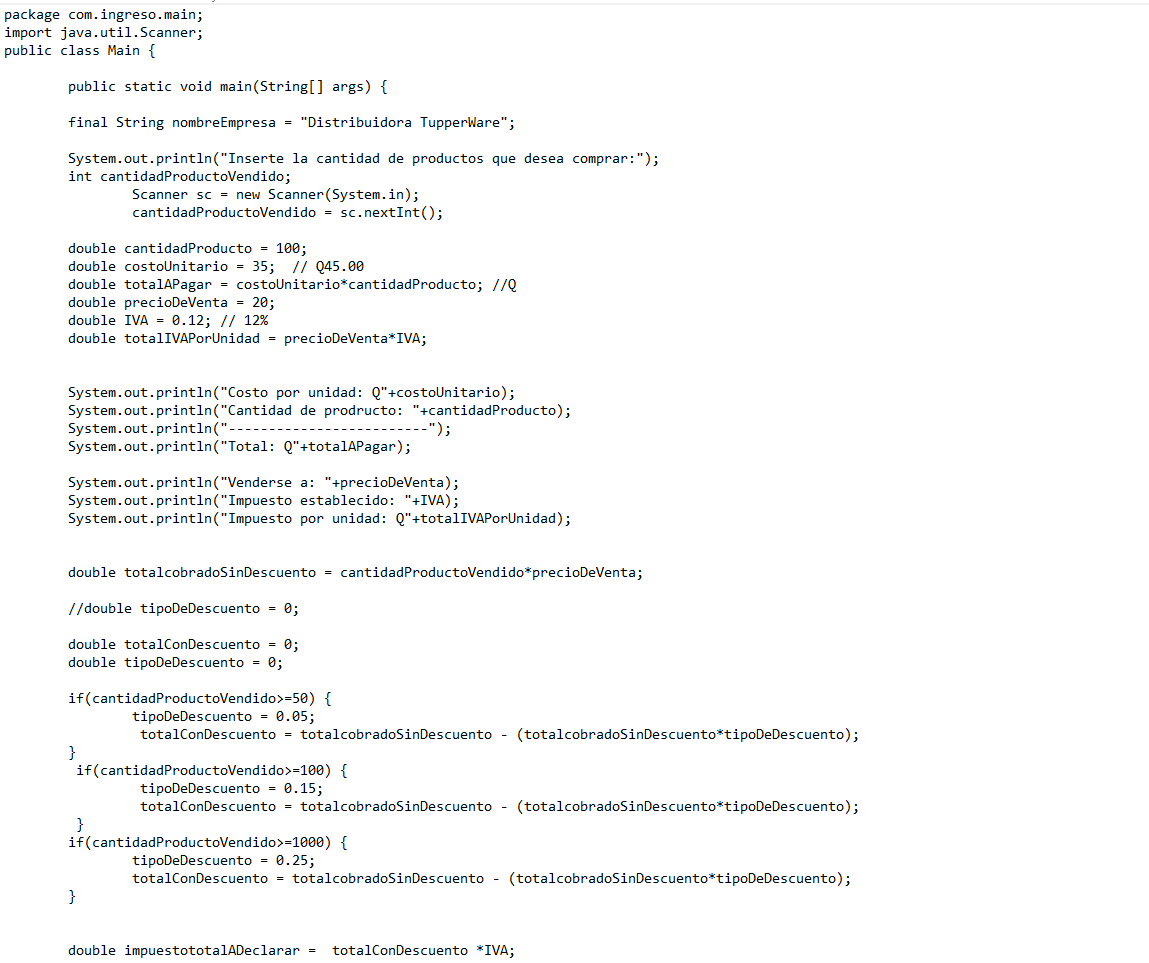 package com.ingreso.main;
import java.util.Scanner;
public class Main {
public static void main(String[] args) {
final String nombreEmpresa = "Distribuidora TupperWare";
System.out.println("Inserte la cantidad de productos que desea comprar:");
int cantidadProductoVendido;
Scanner sc = new Scanner(System.in);
cantidadProductoVendido = sc.nextInt();
double cantidadProducto = 100;
double costoUnitario = 35;  // Q45.00
double totalAPagar = costoUnitario*cantidadProducto; //Q
double precioDeVenta = 20;
double IVA = 0.12; // 12%
double totalIVAPorUnidad = precioDeVenta*IVA;
System.out.println("Costo por unidad: Q"+costoUnitario);
System.out.println("Cantidad de prodructo: "+cantidadProducto);
System.out.println("-------------------------");
System.out.println("Total: Q"+totalAPagar);
System.out.println("Venderse a: "+precioDeVenta);
System.out.println("Impuesto establecido: "+IVA);
System.out.println("Impuesto por unidad: Q"+totalIVAPorUnidad);
double totalcobradoSinDescuento = cantidadProductoVendido*precioDeVenta;
//double tipoDeDescuento = 0;
double totalConDescuento = 0;
double tipoDeDescuento = 0;
if(cantidadProductoVendido>=50) {
tipoDeDescuento = 0.05;
totalConDescuento = totalcobradoSinDescuento - (totalcobradoSinDescuento*tipoDeDescuento);
}
if(cantidadProductoVendido>=100) {
tipoDeDescuento = 0.15;
totalConDescuento = totalcobradoSinDescuento - (totalcobradoSinDescuento*tipoDeDescuento);
}
if(cantidadProductoVendido>=1000) {
tipoDeDescuento = 0.25;
totalConDescuento = totalcobradoSinDescuento - (totalcobradoSinDescuento*tipoDeDescuento);
}
double impuestototalADeclarar =  totalConDescuento *IVA;